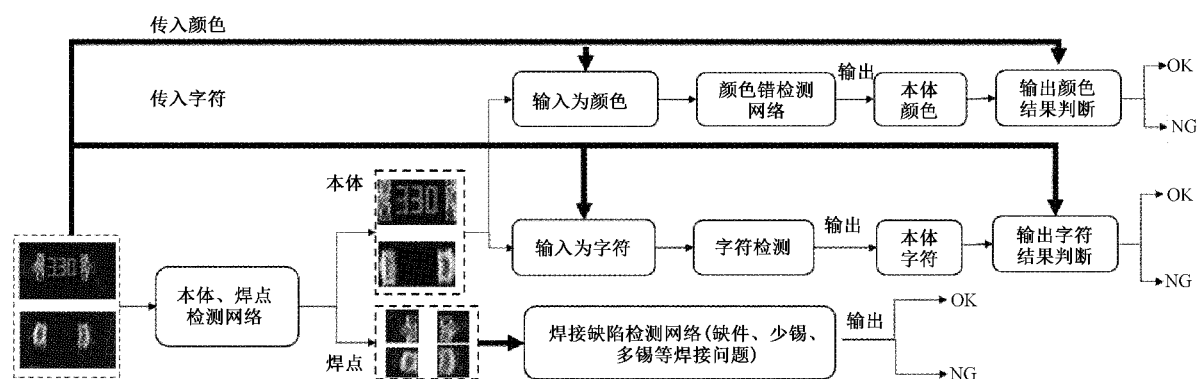 传入颜色
传入字符
输入为颜色
颜色错检测
网络
输出
本体
颜色
输出颜色
结果判断
OK
NG
本体
330
输入为字符
字符检测
输出
本体
字符
输出字符
结果判断
OK
NG
330
本体、焊点
检测网络
焊点
焊接缺陷检测网络(缺件、少锡、
多锡等焊接问题)
输出
OK
NG